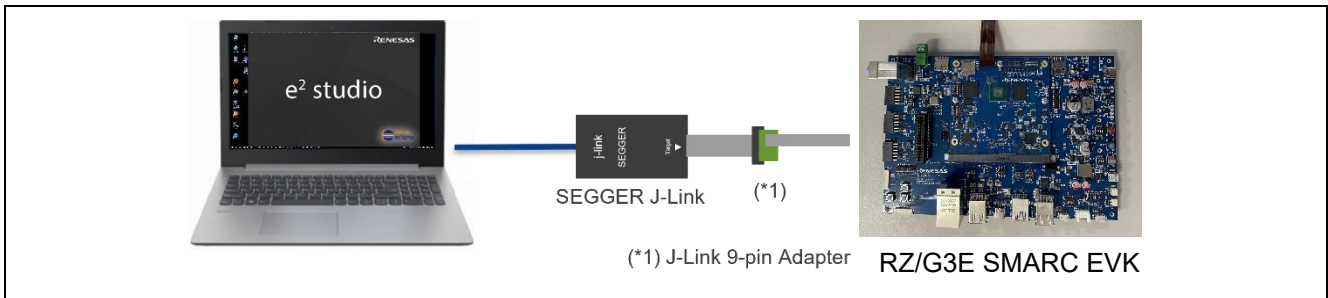 RENESAS
e² studio
j-link
SEGGER
Target
SEGGER J-Link
(*1)
(*1) J-Link 9-pin Adapter
RENESAS
RZ/G3E SMARC EVK